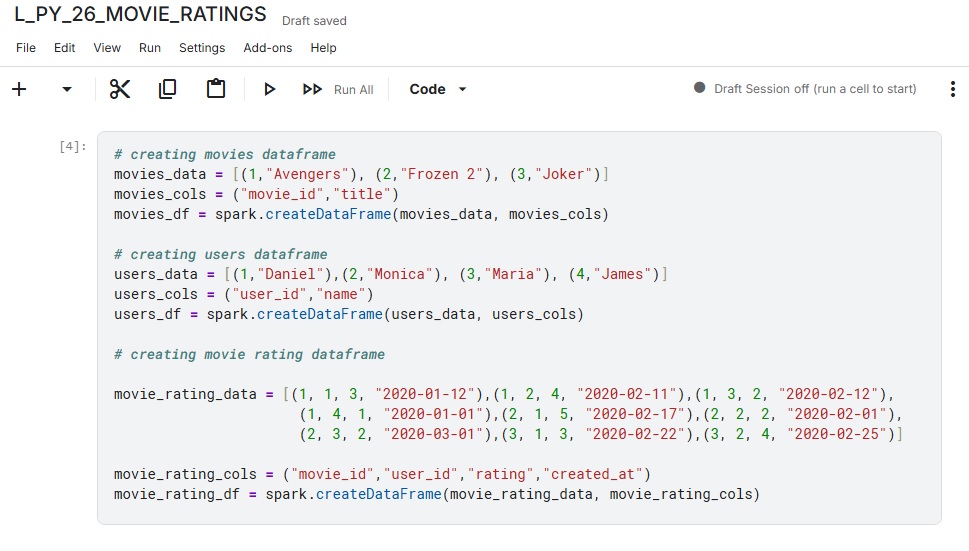 L_PY_26_MOVIE_RATINGS Draft saved
File Edit View Run Settings Add-ons Help
+ Run All Code Draft Session off (run a cell to start)
[4]:
# creating movies dataframe
movies_data = [(1,"Avengers"), (2,"Frozen 2"), (3,"Joker")]
movies_cols = ("movie_id","title")
movies_df = spark.createDataFrame(movies_data, movies_cols)
# creating users dataframe
users_data = [(1,"Daniel"),(2,"Monica"), (3,"Maria"), (4,"James")]
users_cols = ("user_id","name")
users_df = spark.createDataFrame(users_data, users_cols)
# creating movie rating dataframe
movie_rating_data = [(1, 1, 3, "2020-01-12"),(1, 2, 4, "2020-02-11"),(1, 3, 2, "2020-02-12"),
(1, 4, 1, "2020-01-01"),(2, 1, 5, "2020-02-17"),(2, 2, 2, "2020-02-01"),
(2, 3, 2, "2020-03-01"),(3, 1, 3, "2020-02-22"),(3, 2, 4, "2020-02-25")]
movie_rating_cols = ("movie_id","user_id","rating","created_at")
movie_rating_df = spark.createDataFrame(movie_rating_data, movie_rating_cols)